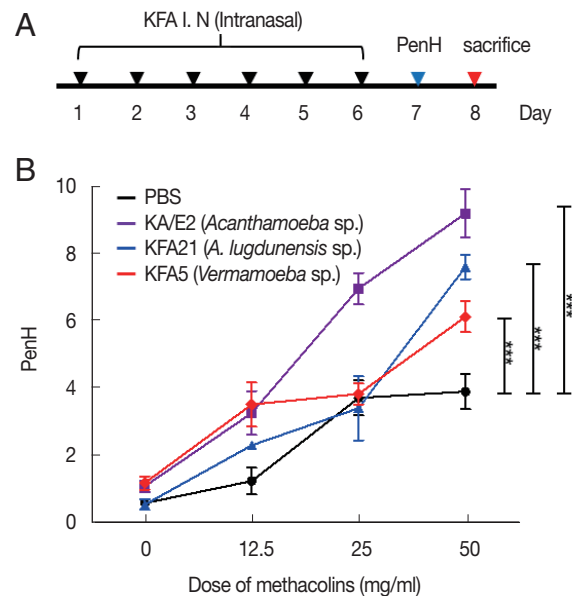 A
KFA I. N (Intranasal)
PenH sacrifice
1 2 3 4 5 6 7 8 Day
B
PBS
KA/E2 (Acanthamoeba sp.)
KFA21 (A. lugdunensis sp.)
KFA5 (Vermamoeba sp.)
10
8
6
4
2
0
PenH
0 12.5 25 50
Dose of methacolins (mg/ml)
***
***
***